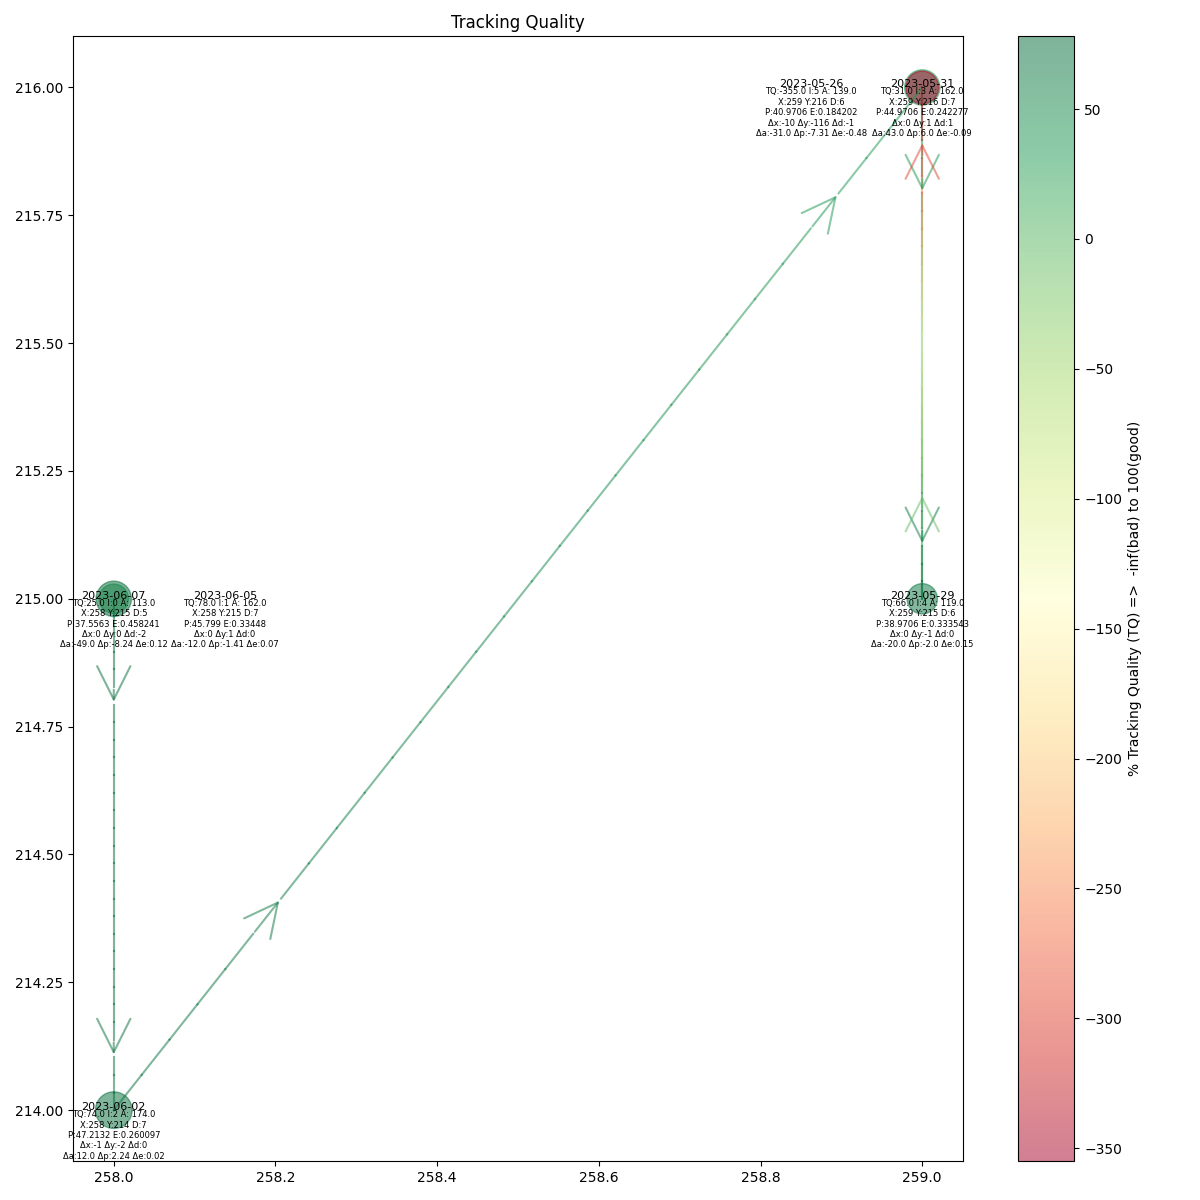 Tracking Quality
216.00
215.75
215.50
215.25
215.00
214.75
214.50
214.25
214.00
258.0
258.2
258.4
258.6
258.8
259.0
2023-05-26
TQ:-355.0 I:5 A: 139.0
X:259 Y:216 D:6
P:40.9706 E:0.184202
Δx:-10 Δy:-116 Δd:-1
Δa:-31.0 Δp:-7.31 Δe:-0.48
2023-05-31
TQ:31.0 I:3 A: 162.0
X:259 Y:216 D:7
P:44.9706 E:0.242277
Δx:0 Δy:1 Δd:1
Δa:43.0 Δp:6.0 Δe:-0.09
2023-06-07
TQ:25.0 I:0 A: 113.0
X:258 Y:215 D:5
P:37.5563 E:0.458241
Δx:0 Δy:0 Δd:-2
Δa:-49.0 Δp:-8.24 Δe:0.12
2023-06-05
TQ:78.0 I:1 A: 162.0
X:258 Y:215 D:7
P:45.799 E:0.33448
Δx:0 Δy:1 Δd:0
Δa:-12.0 Δp:-1.41 Δe:0.07
2023-05-29
TQ:66.0 I:4 A: 119.0
X:259 Y:215 D:6
P:38.9706 E:0.333543
Δx:0 Δy:-1 Δd:0
Δa:-20.0 Δp:-2.0 Δe:0.15
2023-06-02
TQ:74.0 I:2 A: 174.0
X:258 Y:214 D:7
P:47.2132 E:0.260097
Δx:-1 Δy:-2 Δd:0
Δa:12.0 Δp:2.24 Δe:0.02
50
0
−50
−100
−150
−200
−250
−300
−350
% Tracking Quality (TQ) => -inf(bad) to 100(good)